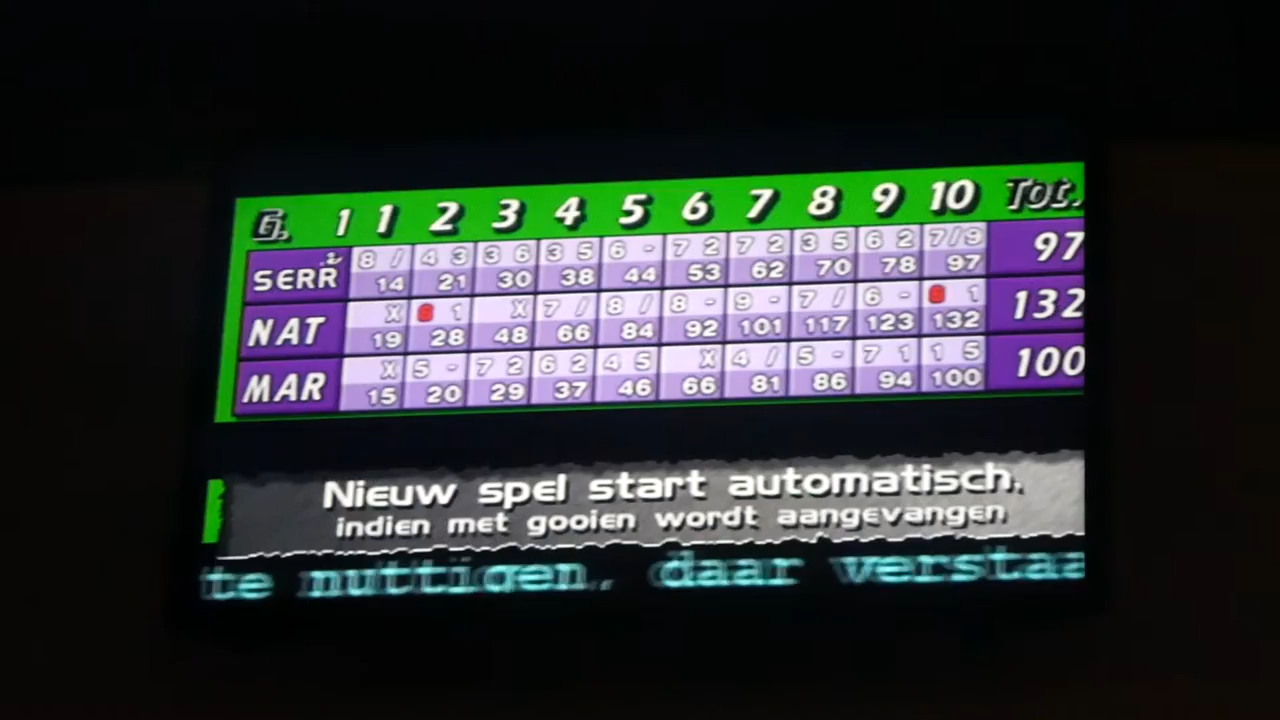 G. 1 1 2 3 4 5 6 7 8 9 10 Tot.
SERR 8 / 4 3 3 6 3 5 6 - 7 2 7 2 3 5 6 2 7/9 97
14 21 30 38 44 53 62 70 78 97
NAT X 8 1 X 7 / 8 / 8 - 9 - 7 / 6 - 8 1 132
19 28 48 66 84 92 101 117 123 132
MAR X 5 - 7 2 6 2 4 5 X 4 / 5 - 7 1 1 5 100
15 20 29 37 46 66 81 86 94 100
Nieuw spel start automatisch,
indien met gooien wordt aangevangen
te nuttigen, daar verstaa